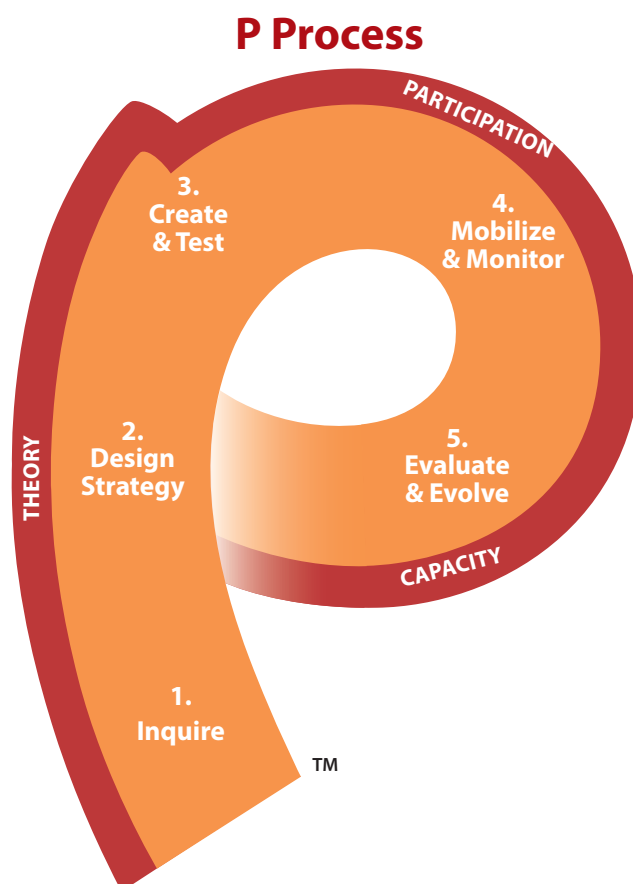 P Process
PARTICIPATION
3.
Create
& Test
4.
Mobilize
& Monitor
THEORY
2.
Design
Strategy
5.
Evaluate
& Evolve
CAPACITY
1.
Inquire
TM